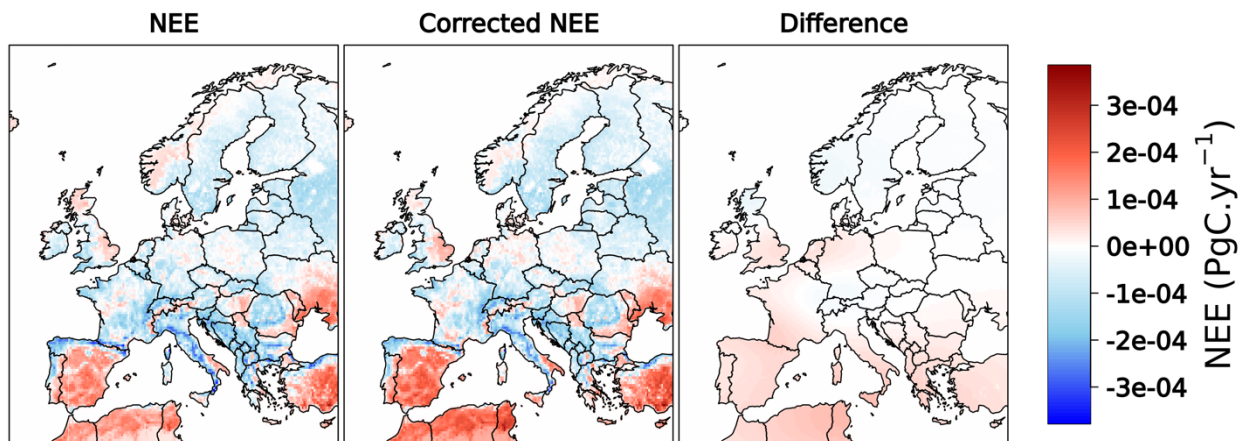 NEE
Corrected NEE
Difference
3e-04
2e-04
1e-04
0e+00
-1e-04
-2e-04
-3e-04
NEE (PgC.yr⁻¹)